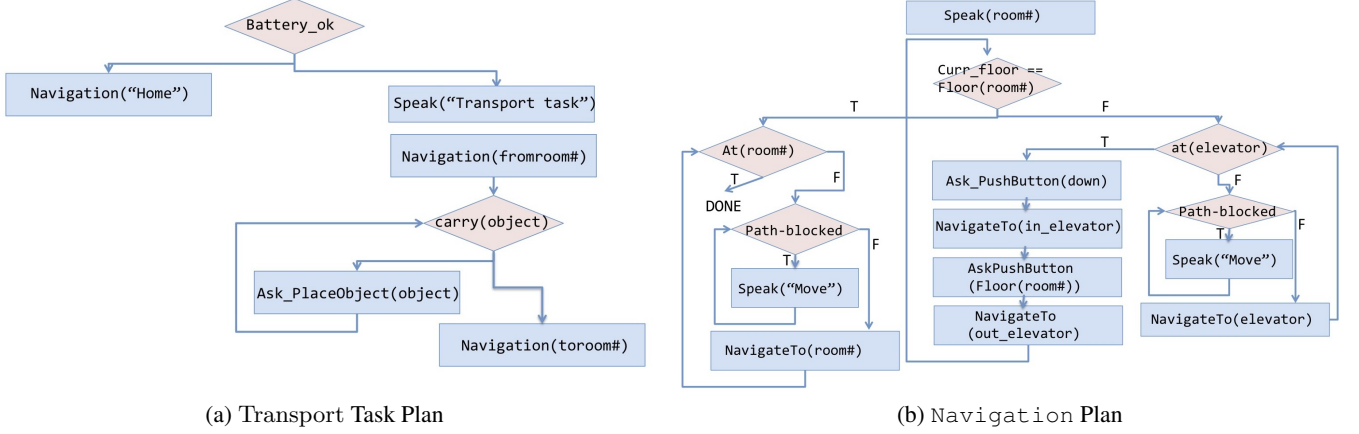 Battery_ok
Navigation(“Home”)
Speak(“Transport task”)
Navigation(fromroom#)
carry(object)
Ask_PlaceObject(object)
Navigation(toroom#)
(a) Transport Task Plan
Speak(room#)
Curr_floor ==
Floor(room#)
T
F
At(room#)
T
F
DONE
Path-blocked
T
F
Speak(“Move”)
NavigateTo(room#)
at(elevator)
T
F
Ask_PushButton(down)
NavigateTo(in_elevator)
AskPushButton
(Floor(room#))
NavigateTo
(out_elevator)
Path-blocked
T
F
Speak(“Move”)
NavigateTo(elevator)
(b) Navigation Plan